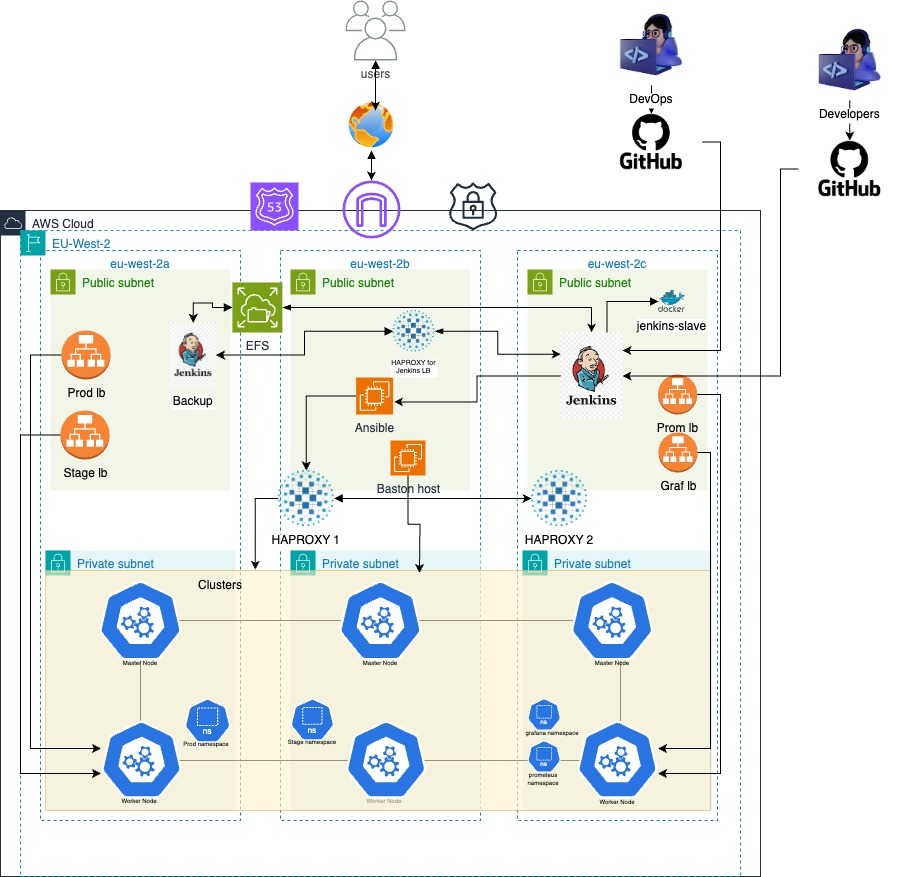 users
DevOps
GitHub
Developers
GitHub
53
AWS Cloud
EU-West-2
eu-west-2a
eu-west-2b
eu-west-2c
Public subnet
Public subnet
Public subnet
docker
jenkins-slave
EFS
Jenkins
Backup
HAPROXY for
Jenkins LB
Jenkins
Prod lb
Ansible
Prom lb
Stage lb
Baston host
Graf lb
HAPROXY 1
HAPROXY 2
Private subnet
Private subnet
Private subnet
Clusters
Master Node
Master Node
Master Node
ns
Prod namespace
ns
Stage namespace
ns
grafana namespace
ns
prometeus
namespace
Worker Node
Worker Node
Worker Node